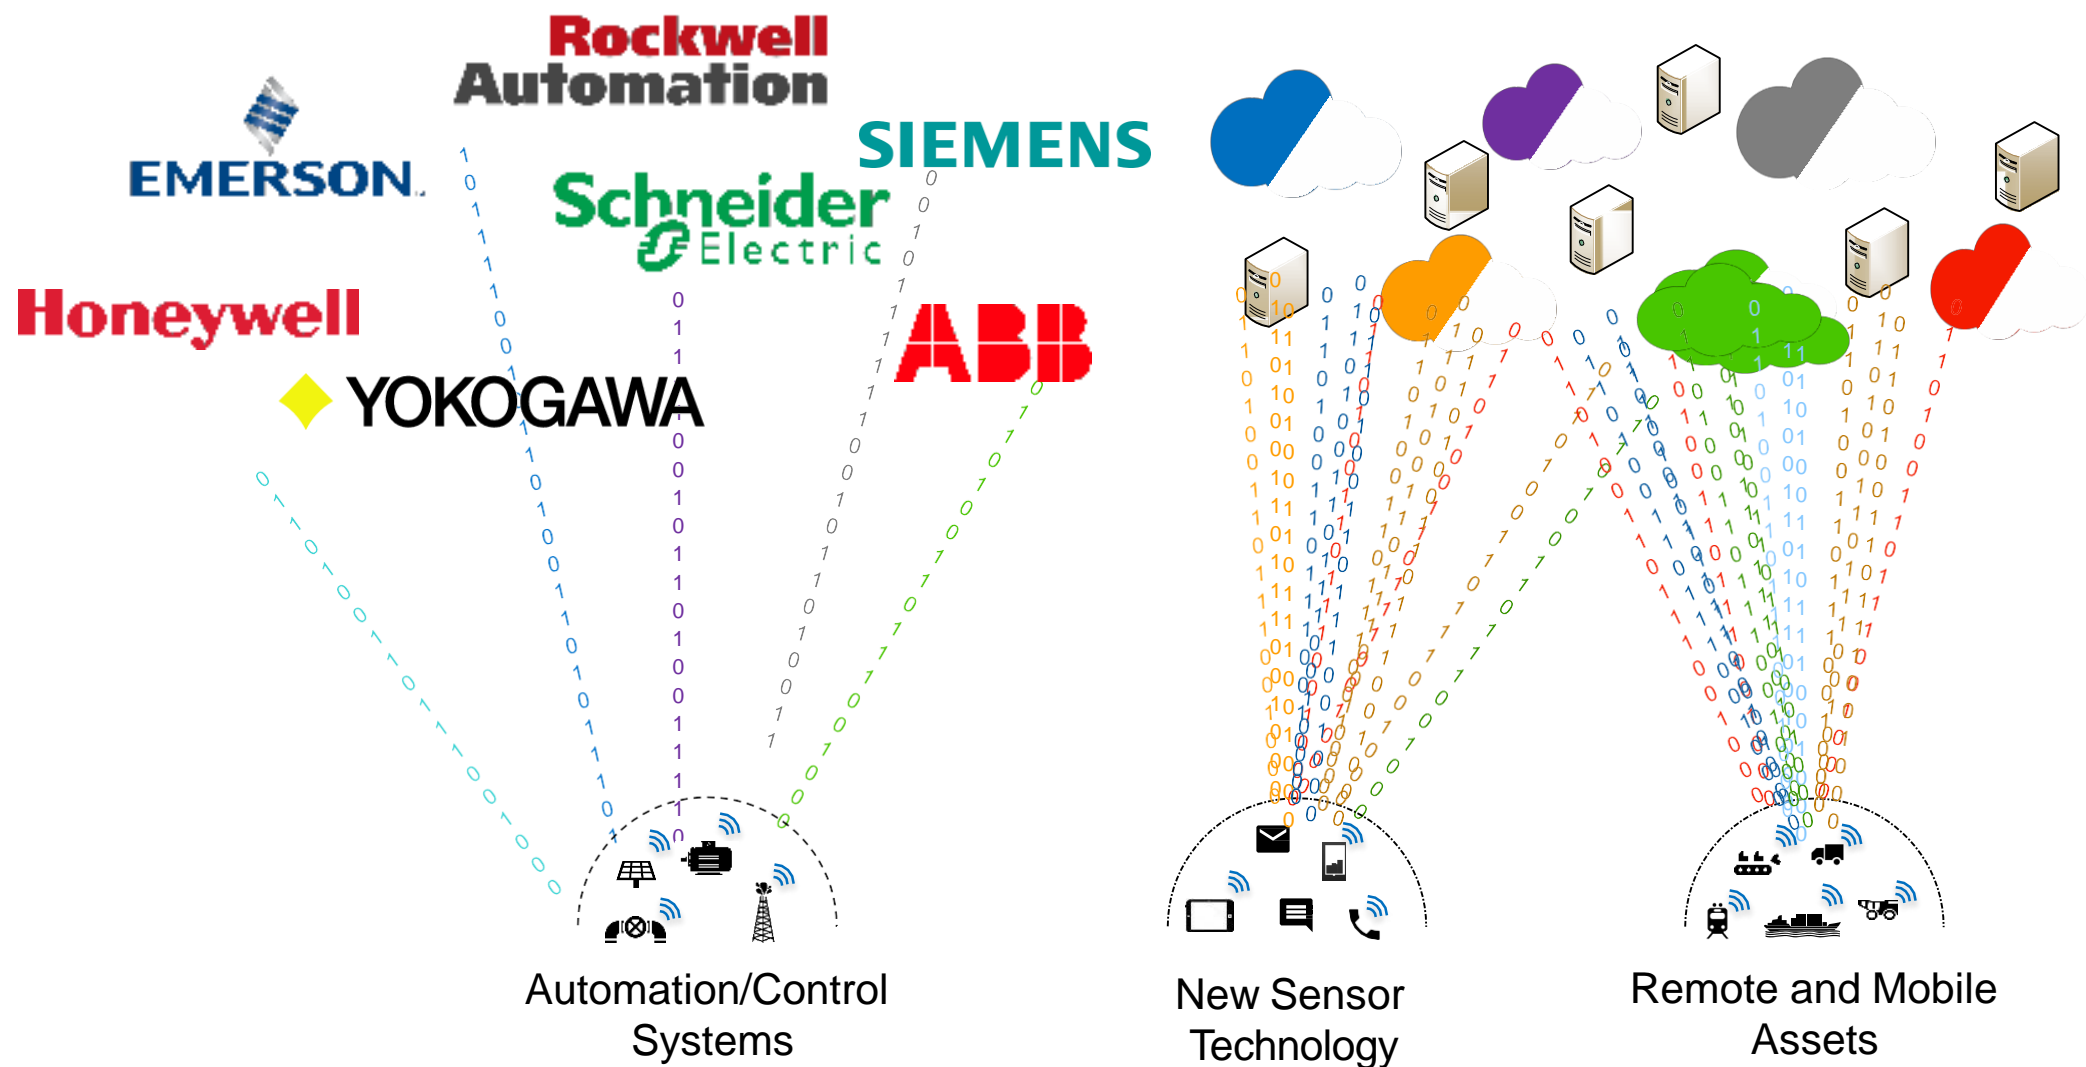 Rockwell
Automation
EMERSON
SIEMENS
Schneider
Electric
Honeywell
ABB
YOKOGAWA
Automation/Control
Systems
New Sensor
Technology
Remote and Mobile
Assets